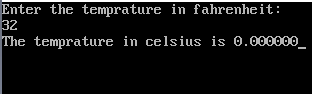 Enter the temprature in fahrenheit:
32
The temprature in celsius is 0.000000_